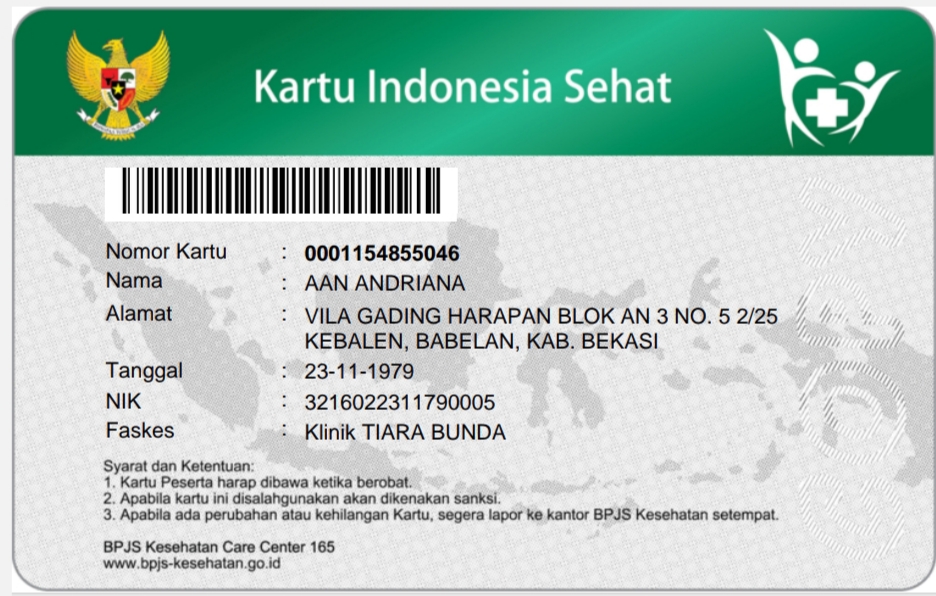 Kartu Indonesia Sehat
Nomor Kartu : 0001154855046
Nama : AAN ANDRIANA
Alamat : VILA GADING HARAPAN BLOK AN 3 NO. 5 2/25
KEBALEN, BABELAN, KAB. BEKASI
Tanggal : 23-11-1979
NIK : 3216022311790005
Faskes : Klinik TIARA BUNDA
Syarat dan Ketentuan:
1. Kartu Peserta harap dibawa ketika berobat.
2. Apabila kartu ini disalahgunakan akan dikenakan sanksi.
3. Apabila ada perubahan atau kehilangan Kartu, segera lapor ke kantor BPJS Kesehatan setempat.
BPJS Kesehatan Care Center 165
www.bpjs-kesehatan.go.id